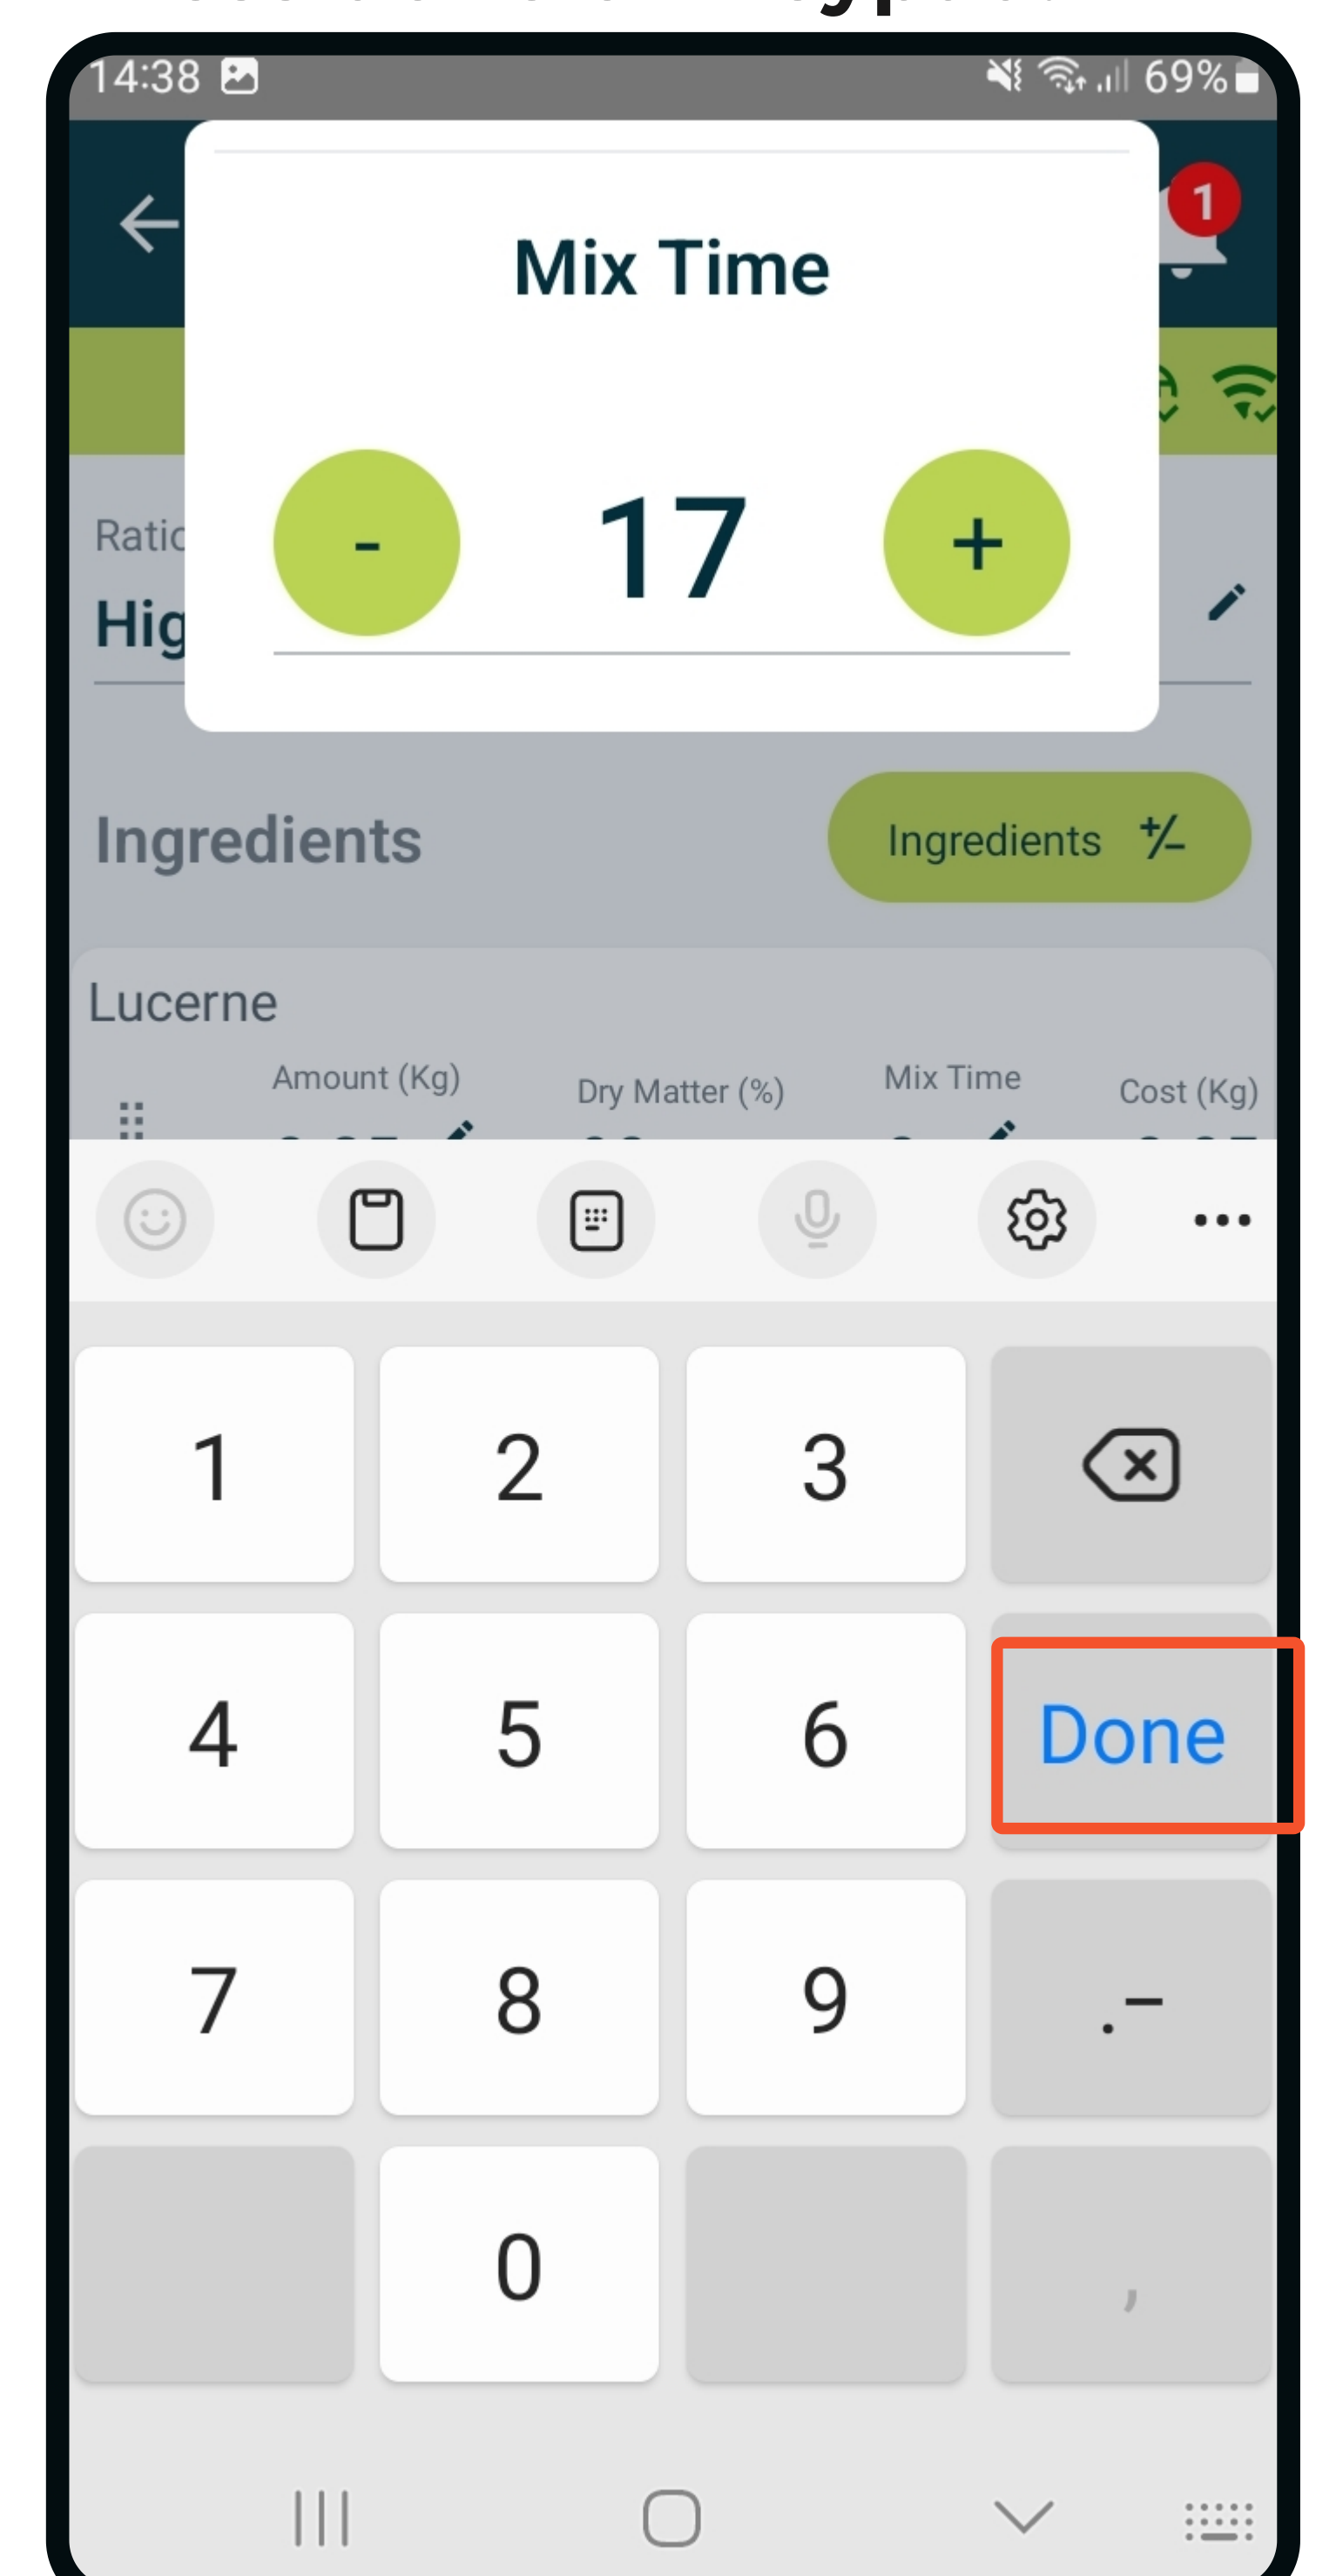 14:38 69%
1
Mix Time
- 17 +
Ingredients
Ingredients +/-
Lucerne
Amount (Kg) Dry Matter (%) Mix Time Cost (Kg)
1 2 3
4 5 6 Done
7 8 9 .-
0 ,